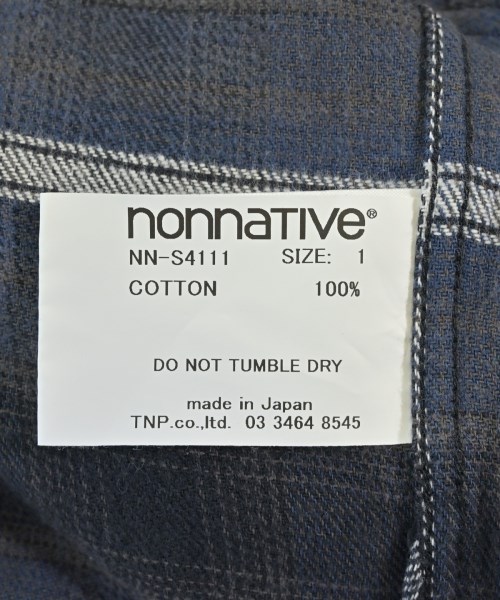 nonnative®
NN-S4111 SIZE: 1
COTTON 100%
DO NOT TUMBLE DRY
made in Japan
TNP.co.,ltd. 03 3464 8545